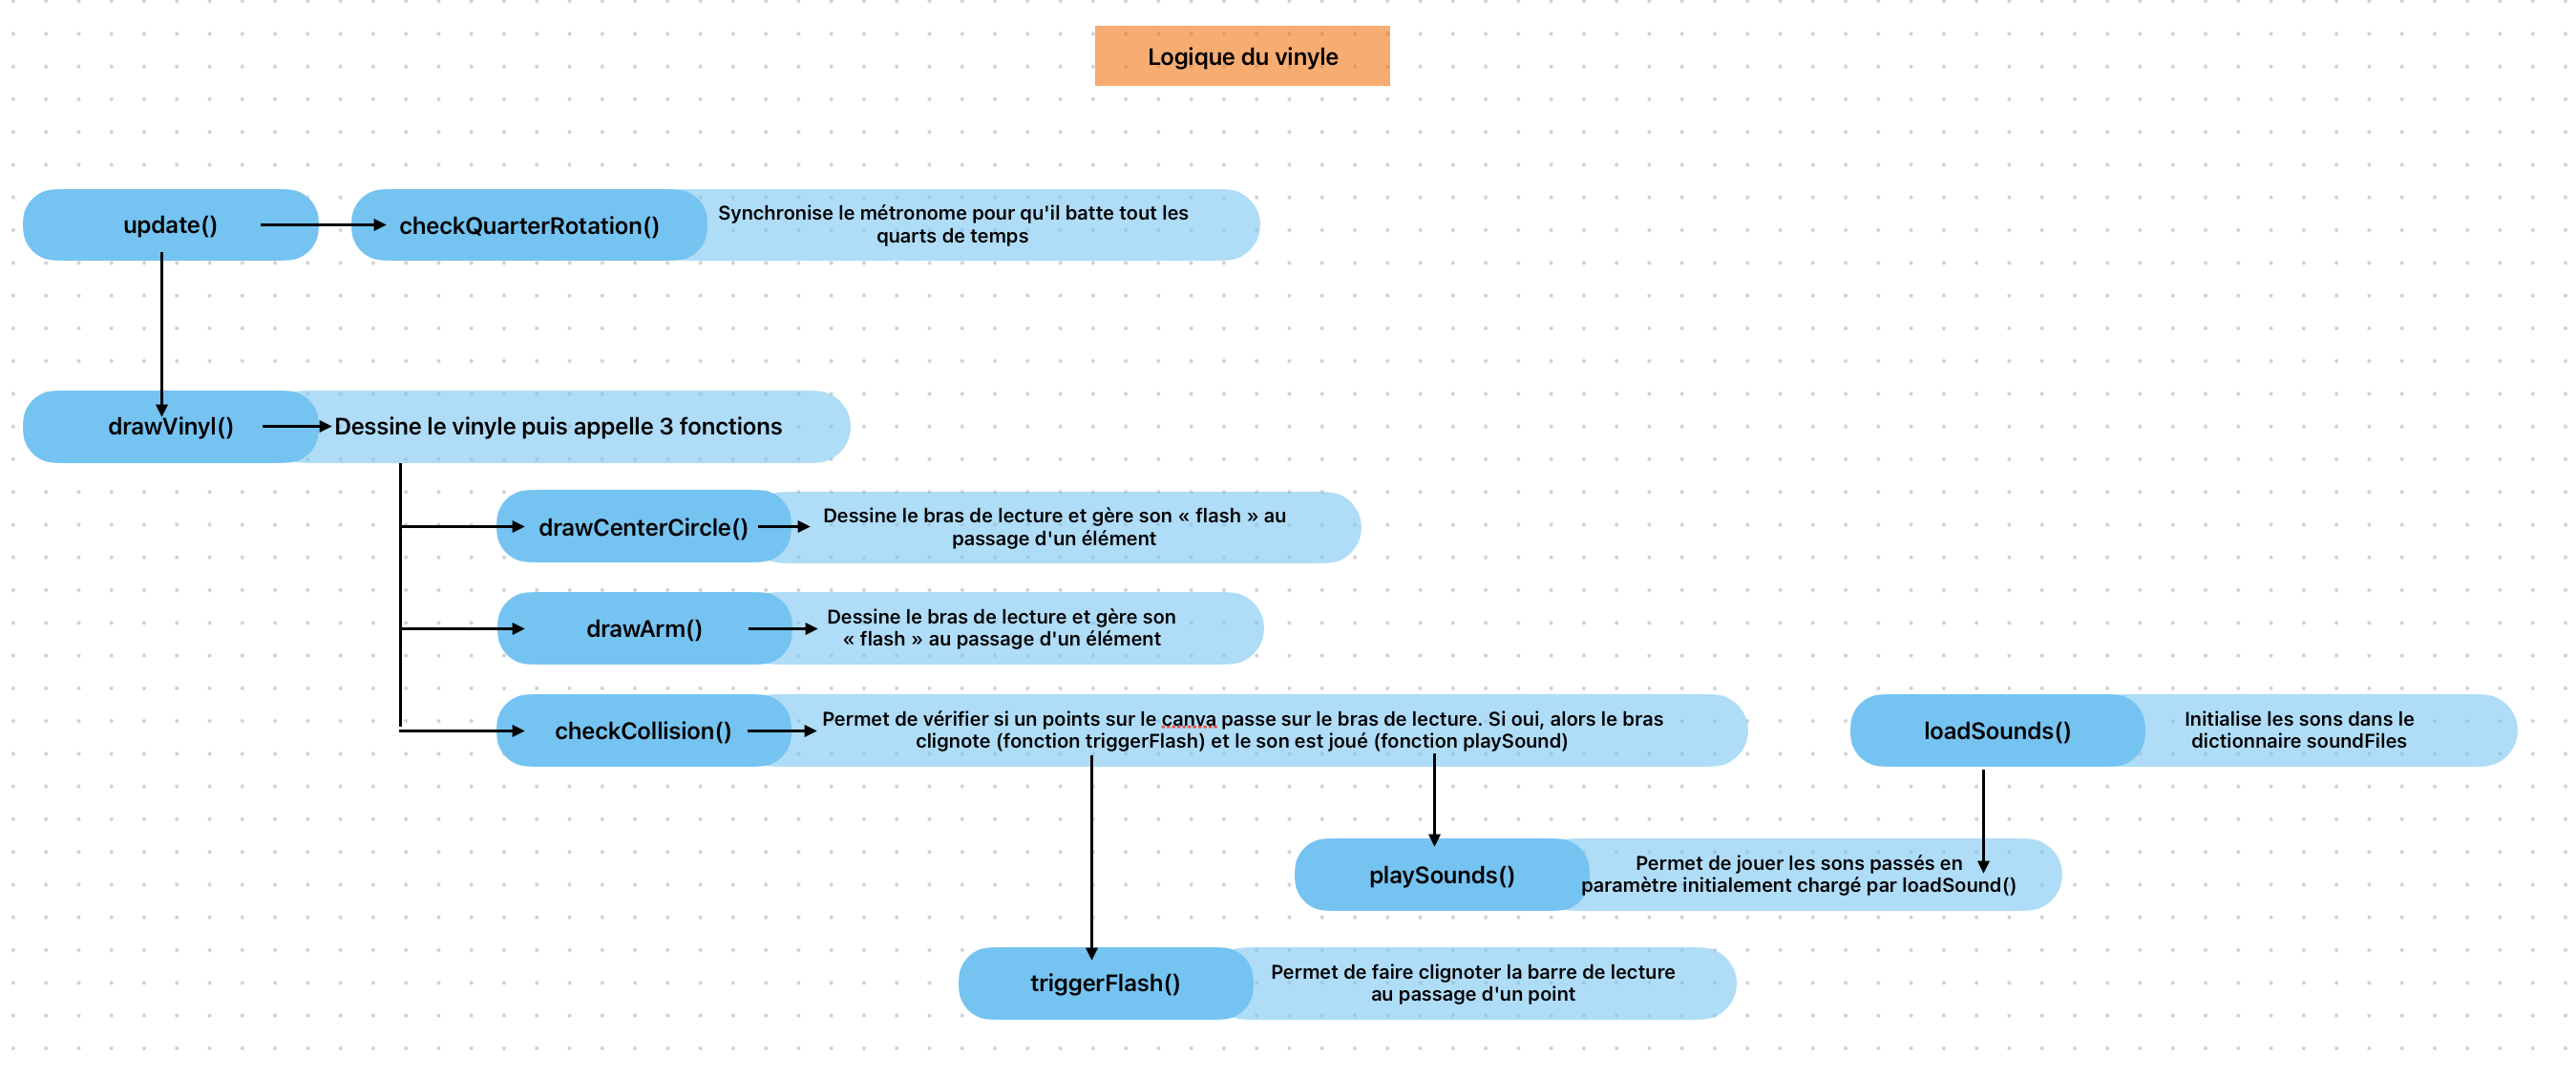 Logique du vinyle
update()
checkQuarterRotation()
Synchronise le métronome pour qu'il batte tout les
quarts de temps
drawVinyl()
Dessine le vinyle puis appelle 3 fonctions
drawCenterCircle()
Dessine le bras de lecture et gère son « flash » au
passage d'un élément
drawArm()
Dessine le bras de lecture et gère son
« flash » au passage d'un élément
checkCollision()
Permet de vérifier si un points sur le canva passe sur le bras de lecture. Si oui, alors le bras
clignote (fonction triggerFlash) et le son est joué (fonction playSound)
loadSounds()
Initialise les sons dans le
dictionnaire soundFiles
playSounds()
Permet de jouer les sons passés en
paramètre initialement chargé par loadSound()
triggerFlash()
Permet de faire clignoter la barre de lecture
au passage d'un point